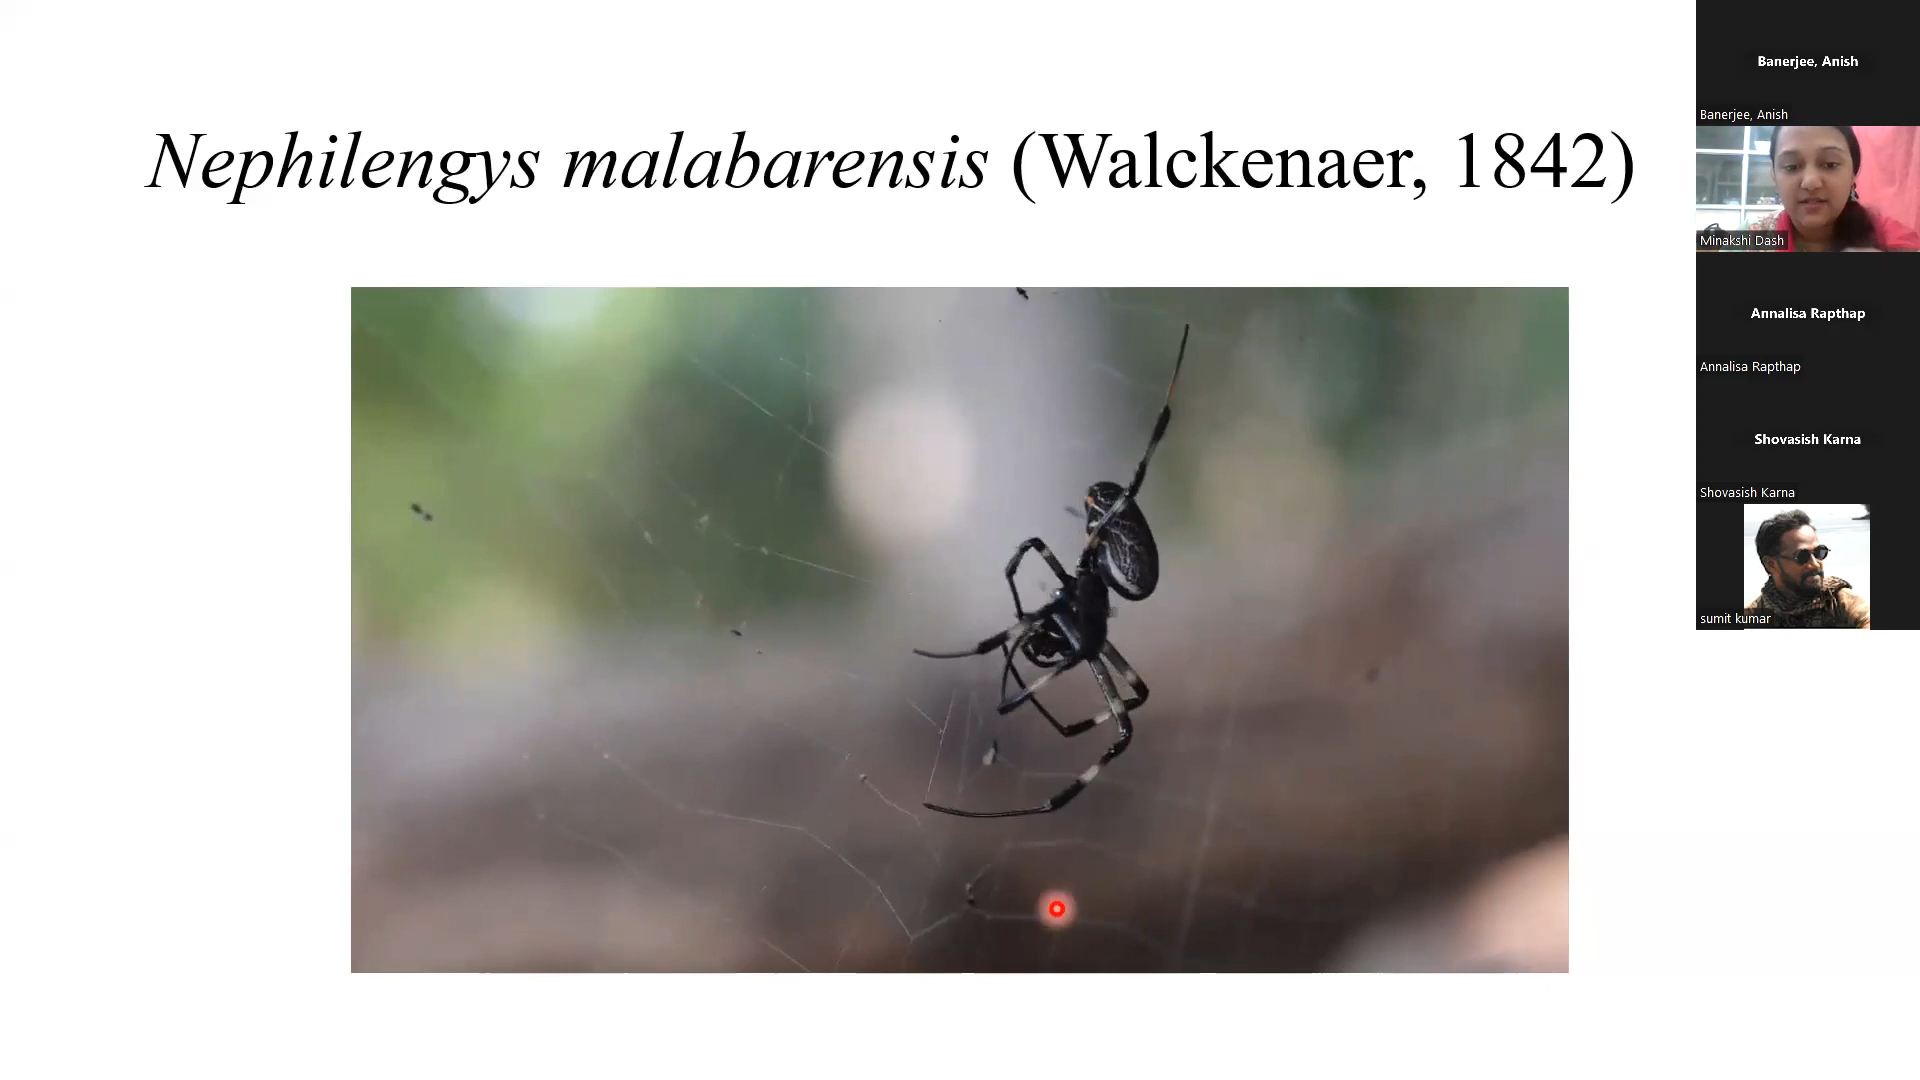 Nephilengys malabarensis (Walckenaer, 1842)
Banerjee, Anish
Banerjee, Anish
Minakshi Dash
Annalisa Rapthap
Annalisa Rapthap
Shovasish Karna
Shovasish Karna
sumit kumar